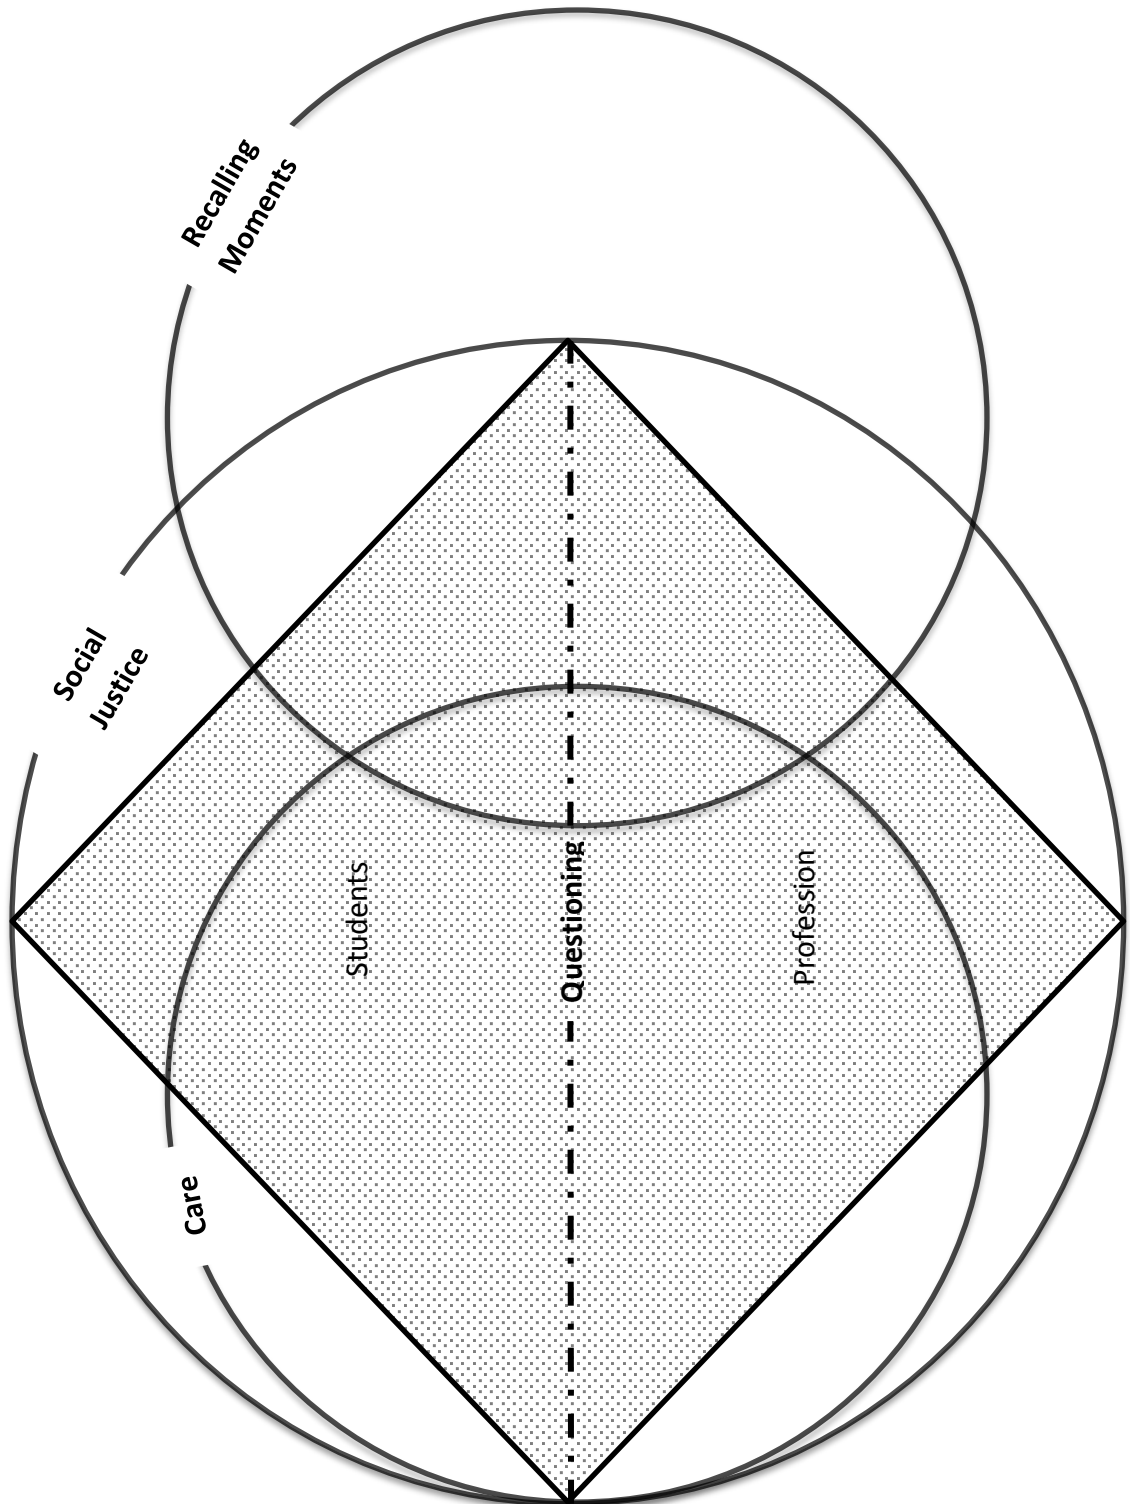 Recalling
Moments
Social
Justice
Students
Questioning
Profession
Care